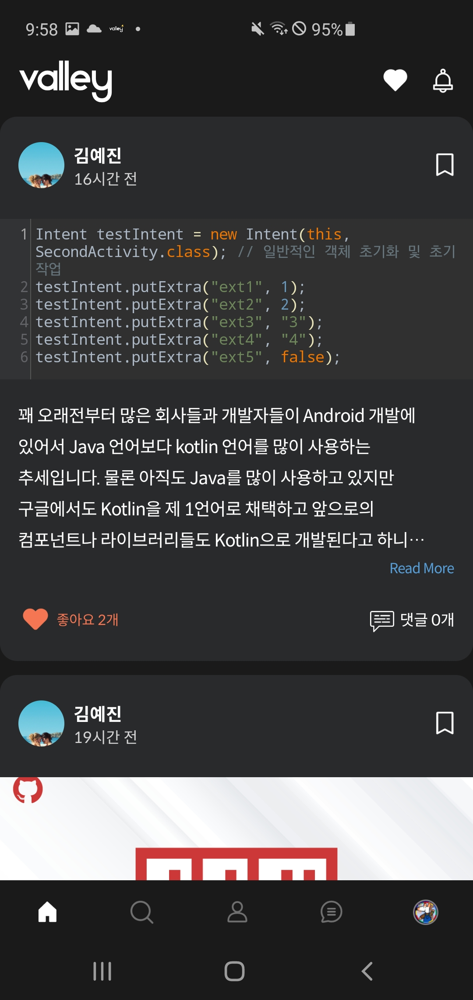 9:58 valley 95%
valley
김예진
16시간 전
1 Intent testIntent = new Intent(this,
SecondActivity.class); // 일반적인 객체 초기화 및 초기
작업
2 testIntent.putExtra("ext1", 1);
3 testIntent.putExtra("ext2", 2);
4 testIntent.putExtra("ext3", "3");
5 testIntent.putExtra("ext4", "4");
6 testIntent.putExtra("ext5", false);
꽤 오래전부터 많은 회사들과 개발자들이 Android 개발에
있어서 Java 언어보다 kotlin 언어를 많이 사용하는
추세입니다. 물론 아직도 Java를 많이 사용하고 있지만
구글에서도 Kotlin을 제 1언어로 채택하고 앞으로의
컴포넌트나 라이브러리들도 Kotlin으로 개발된다고 하니…
Read More
좋아요 2개
댓글 0개
김예진
19시간 전